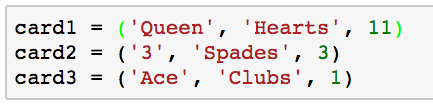 card1 = ('Queen', 'Hearts', 11)
card2 = ('3', 'Spades', 3)
card3 = ('Ace', 'Clubs', 1)